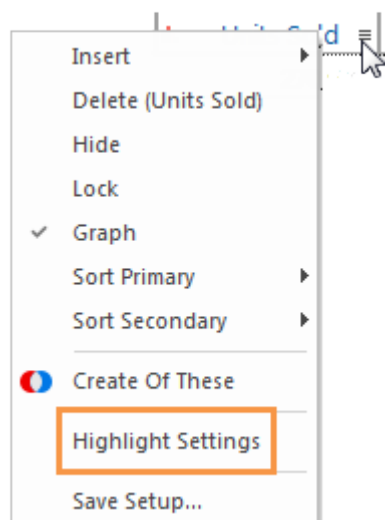 Units Sold
Insert
Delete (Units Sold)
Hide
Lock
Graph
Sort Primary
Sort Secondary
Create Of These
Highlight Settings
Save Setup...